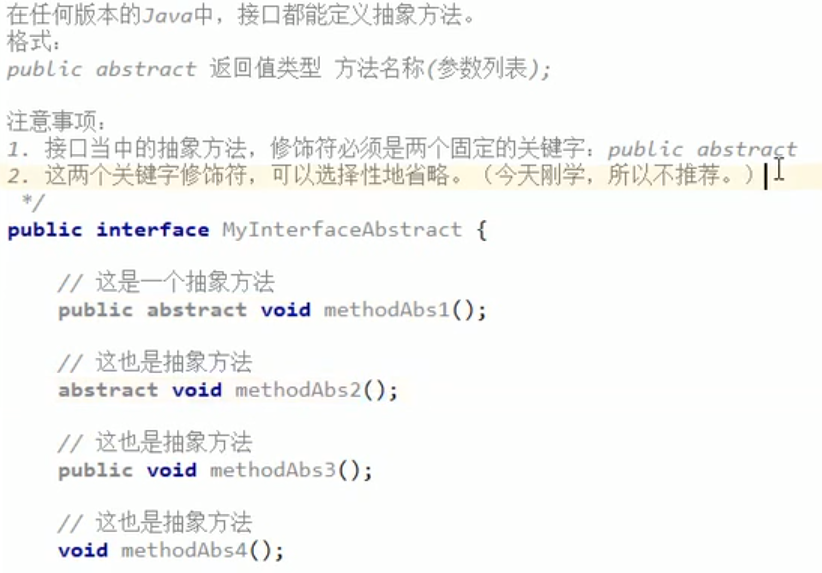 在任何版本的Java中，接口都能定义抽象方法。
格式：
public abstract 返回值类型 方法名称(参数列表);
注意事项：
1. 接口当中的抽象方法，修饰符必须是两个固定的关键字：public abstract
2. 这两个关键字修饰符，可以选择性地省略。（今天刚学，所以不推荐。）
*/
public interface MyInterfaceAbstract {
// 这是一个抽象方法
public abstract void methodAbs1();
// 这也是抽象方法
abstract void methodAbs2();
// 这也是抽象方法
public void methodAbs3();
// 这也是抽象方法
void methodAbs4();